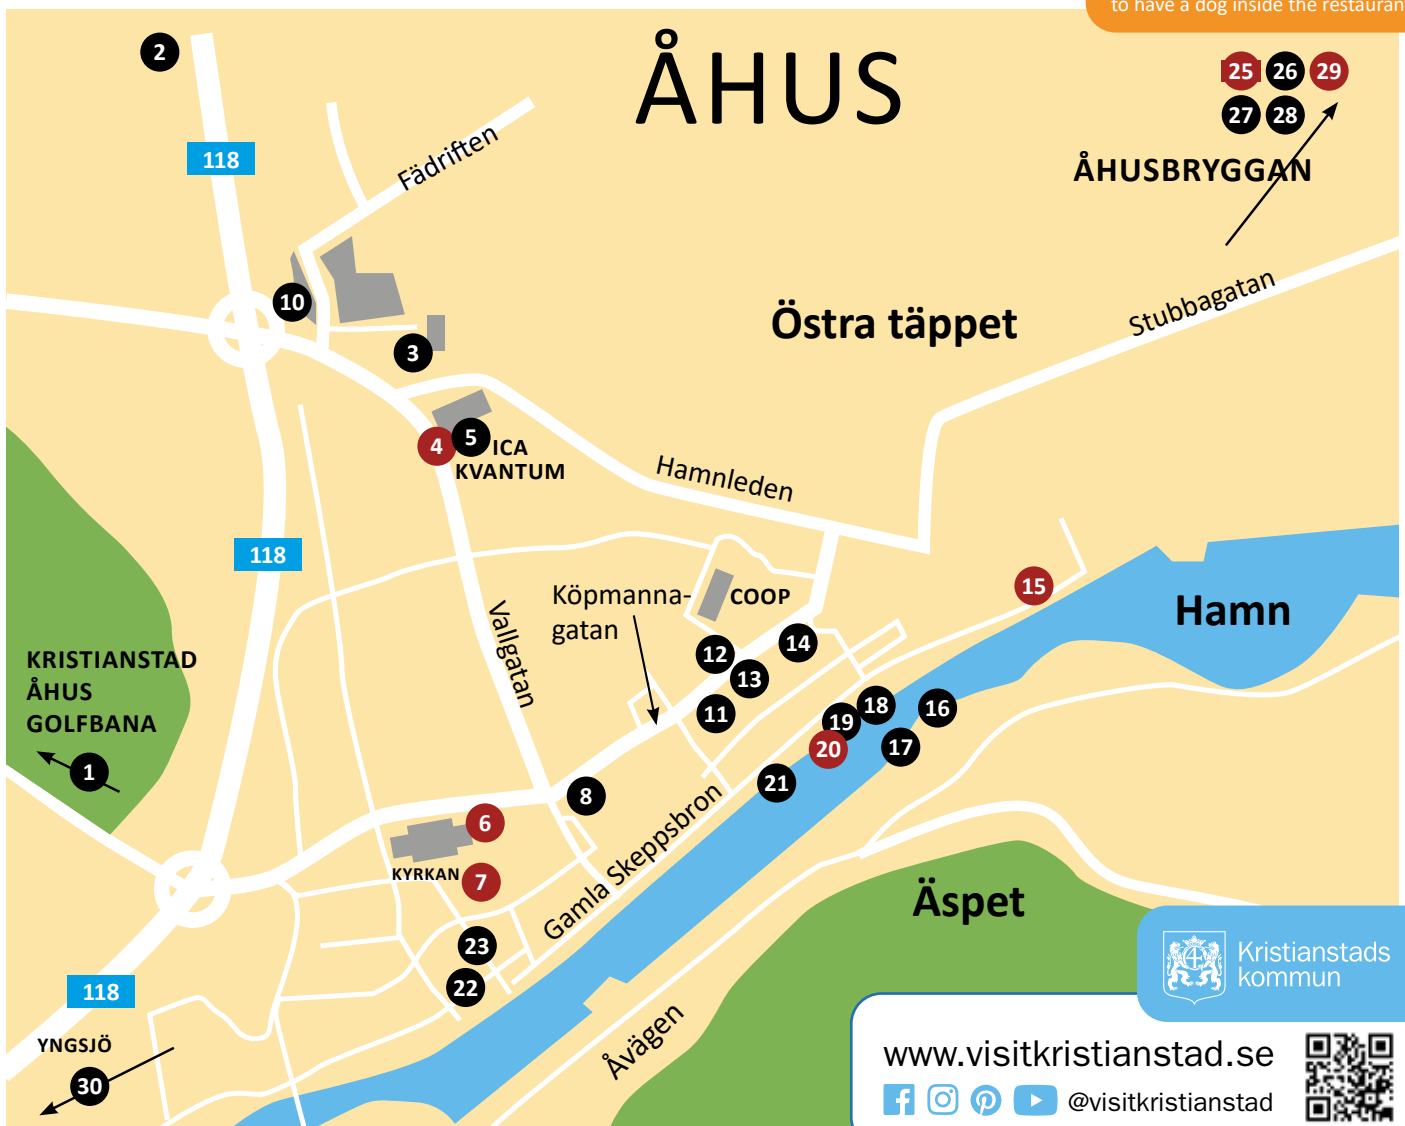 to have a dog inside the restauran
ÅHUS
2
25 26 29
27 28
ÅHUSBRYGGAN
118
Fädriften
10
3
Östra täppet
Stubbagatan
4
5
ICA
KVANTUM
Hamnleden
118
Vallgatan
Köpmanna-
gatan
COOP
15
Hamn
12
14
13
11
KRISTIANSTAD
ÅHUS
GOLFBANA
1
18
16
19
20
17
21
8
6
KYRKAN
7
Gamla Skeppsbron
Äspet
23
22
118
YNGSJÖ
30
Åvägen
Kristianstads
kommun
www.visitkristianstad.se
@visitkristianstad